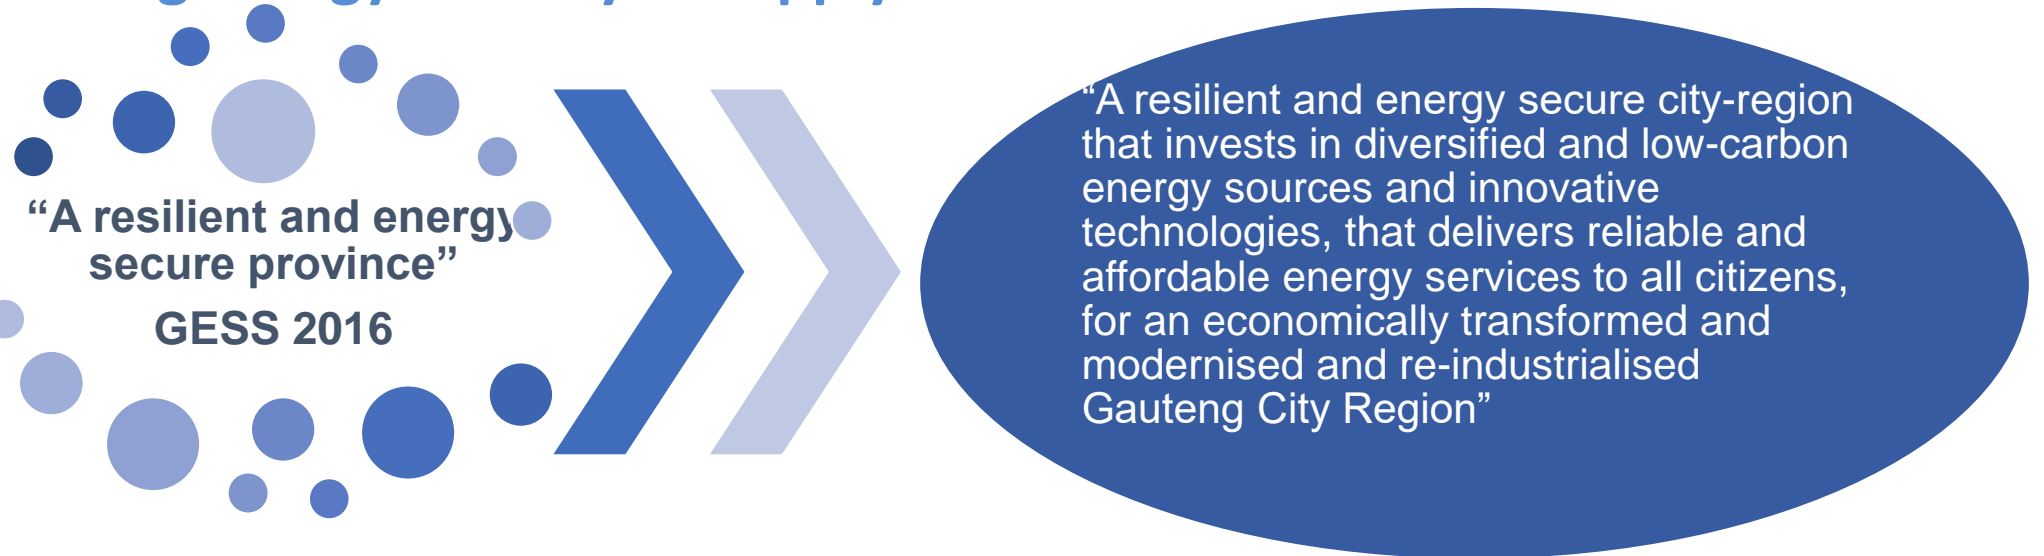 “A resilient and energy
secure province”
GESS 2016
“A resilient and energy secure city-region
that invests in diversified and low-carbon
energy sources and innovative
technologies, that delivers reliable and
affordable energy services to all citizens,
for an economically transformed and
modernised and re-industrialised
Gauteng City Region”